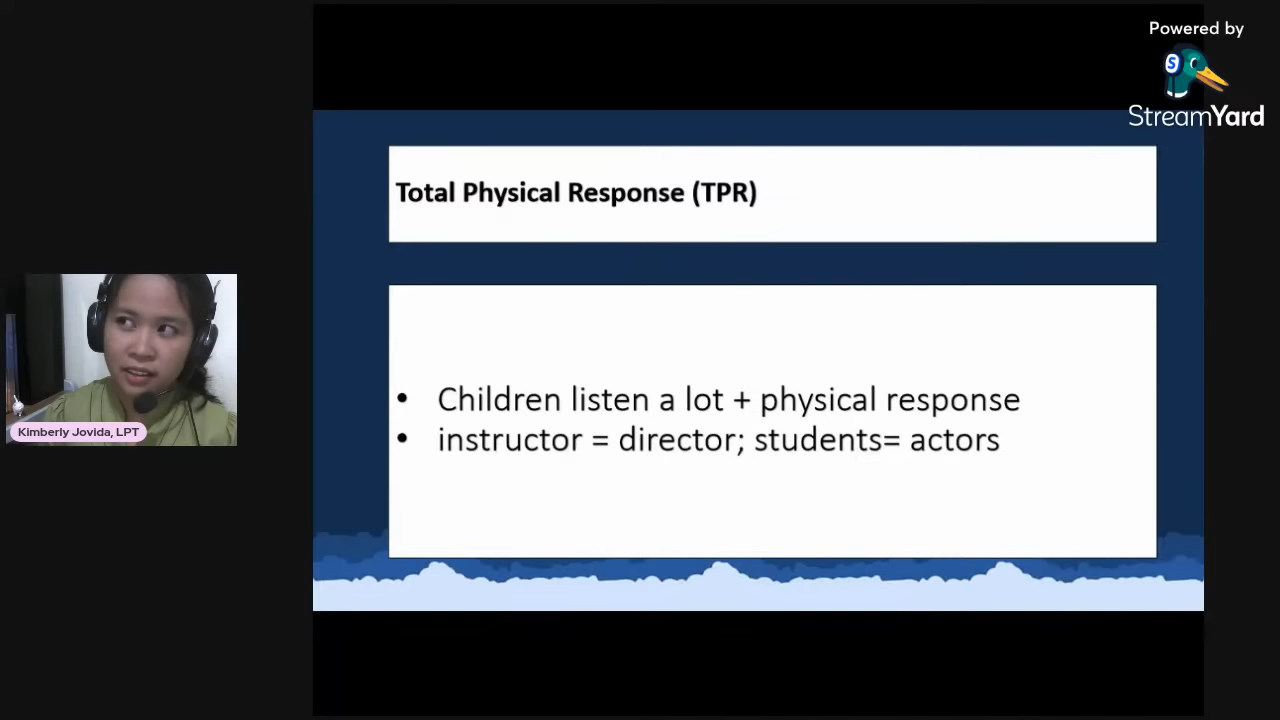 Powered by
S
StreamYard
Total Physical Response (TPR)
• Children listen a lot + physical response
• instructor = director; students= actors
Kimberly Jovida, LPT